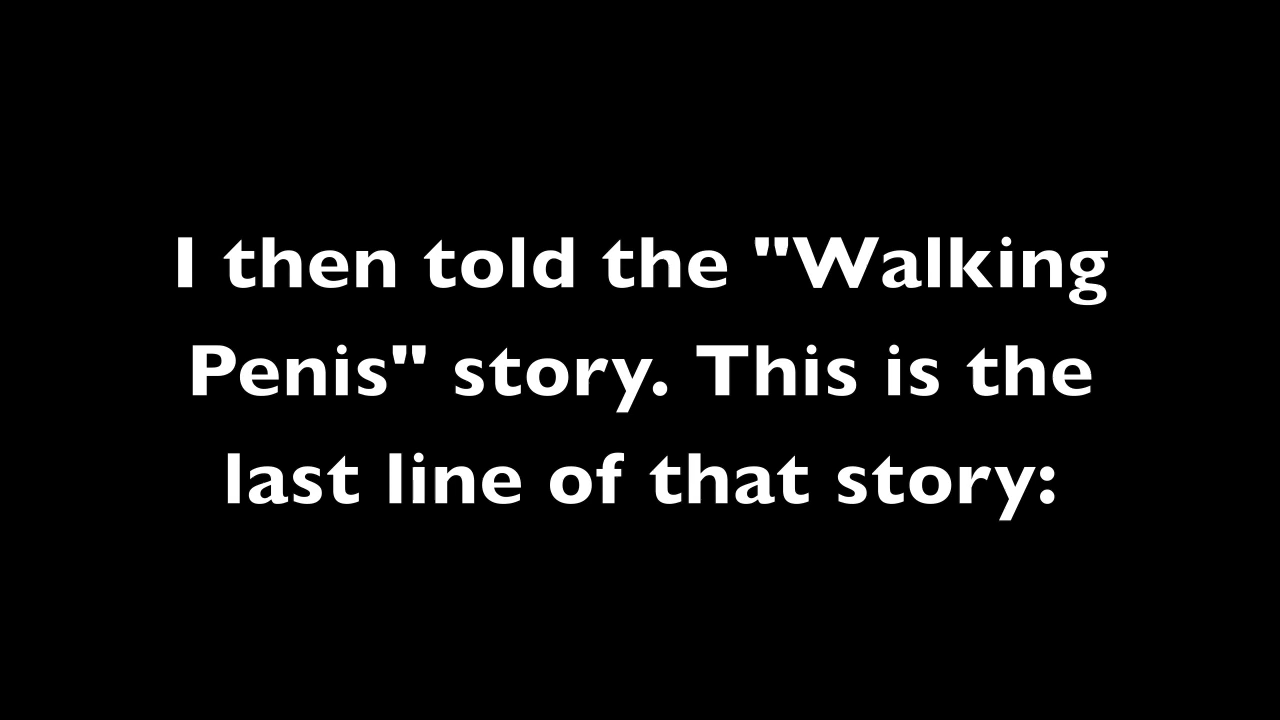 I then told the "Walking
Penis" story. This is the
last line of that story: